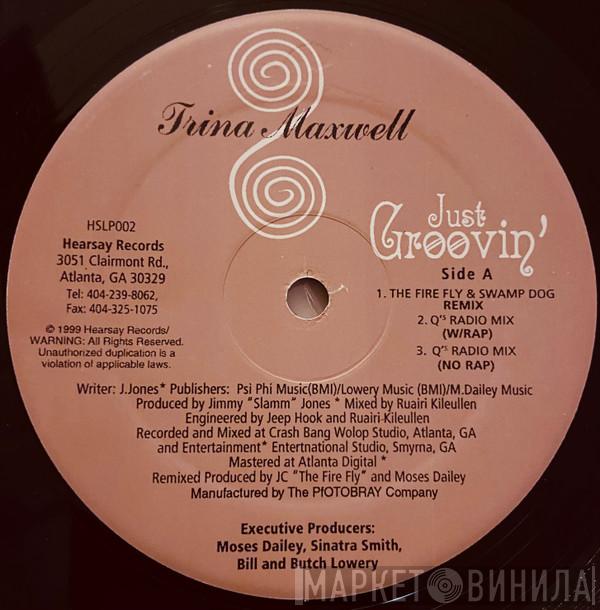 Trina Maxwell
HSLP002
Hearsay Records
3051 Clairmont Rd.,
Atlanta, GA 30329
Tel: 404-239-8062,
Fax: 404-325-1075
© 1999 Hearsay Records/
WARNING: All Rights Reserved.
Unauthorized duplication is a
violation of applicable laws.
Just
Groovin'
Side A
1. THE FIRE FLY & SWAMP DOG
REMIX
2. Q'S RADIO MIX
(W/RAP)
3. Q'S RADIO MIX
(NO RAP)
Writer: J.Jones* Publishers: Psi Phi Music(BMI)/Lowery Music (BMI)/M.Dailey Music
Produced by Jimmy "Slamm" Jones * Mixed by Ruairi Kileullen
Engineered by Jeep Hook and Ruairi Kileullen
Recorded and Mixed at Crash Bang Wolop Studio, Atlanta, GA
and Entertainment* Enternational Studio, Smyrna, GA
Mastered at Atlanta Digital *
Remixed Produced by JC "The Fire Fly" and Moses Dailey
Manufactured by The PfOTOBRAY Company
Executive Producers:
Moses Dailey, Sinatra Smith,
Bill and Butch Lowery
МАРКЕТ ВИНИЛА